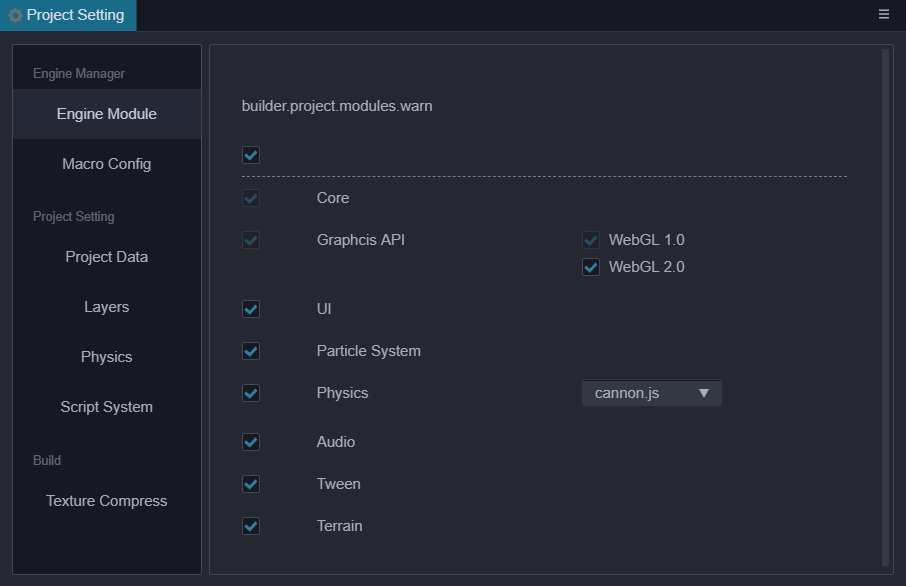 Project Setting
Engine Manager
Engine Module
Macro Config
Project Setting
Project Data
Layers
Physics
Script System
Build
Texture Compress
builder.project.modules.warn
Core
Graphcis API
WebGL 1.0
WebGL 2.0
UI
Particle System
Physics
cannon.js
Audio
Tween
Terrain